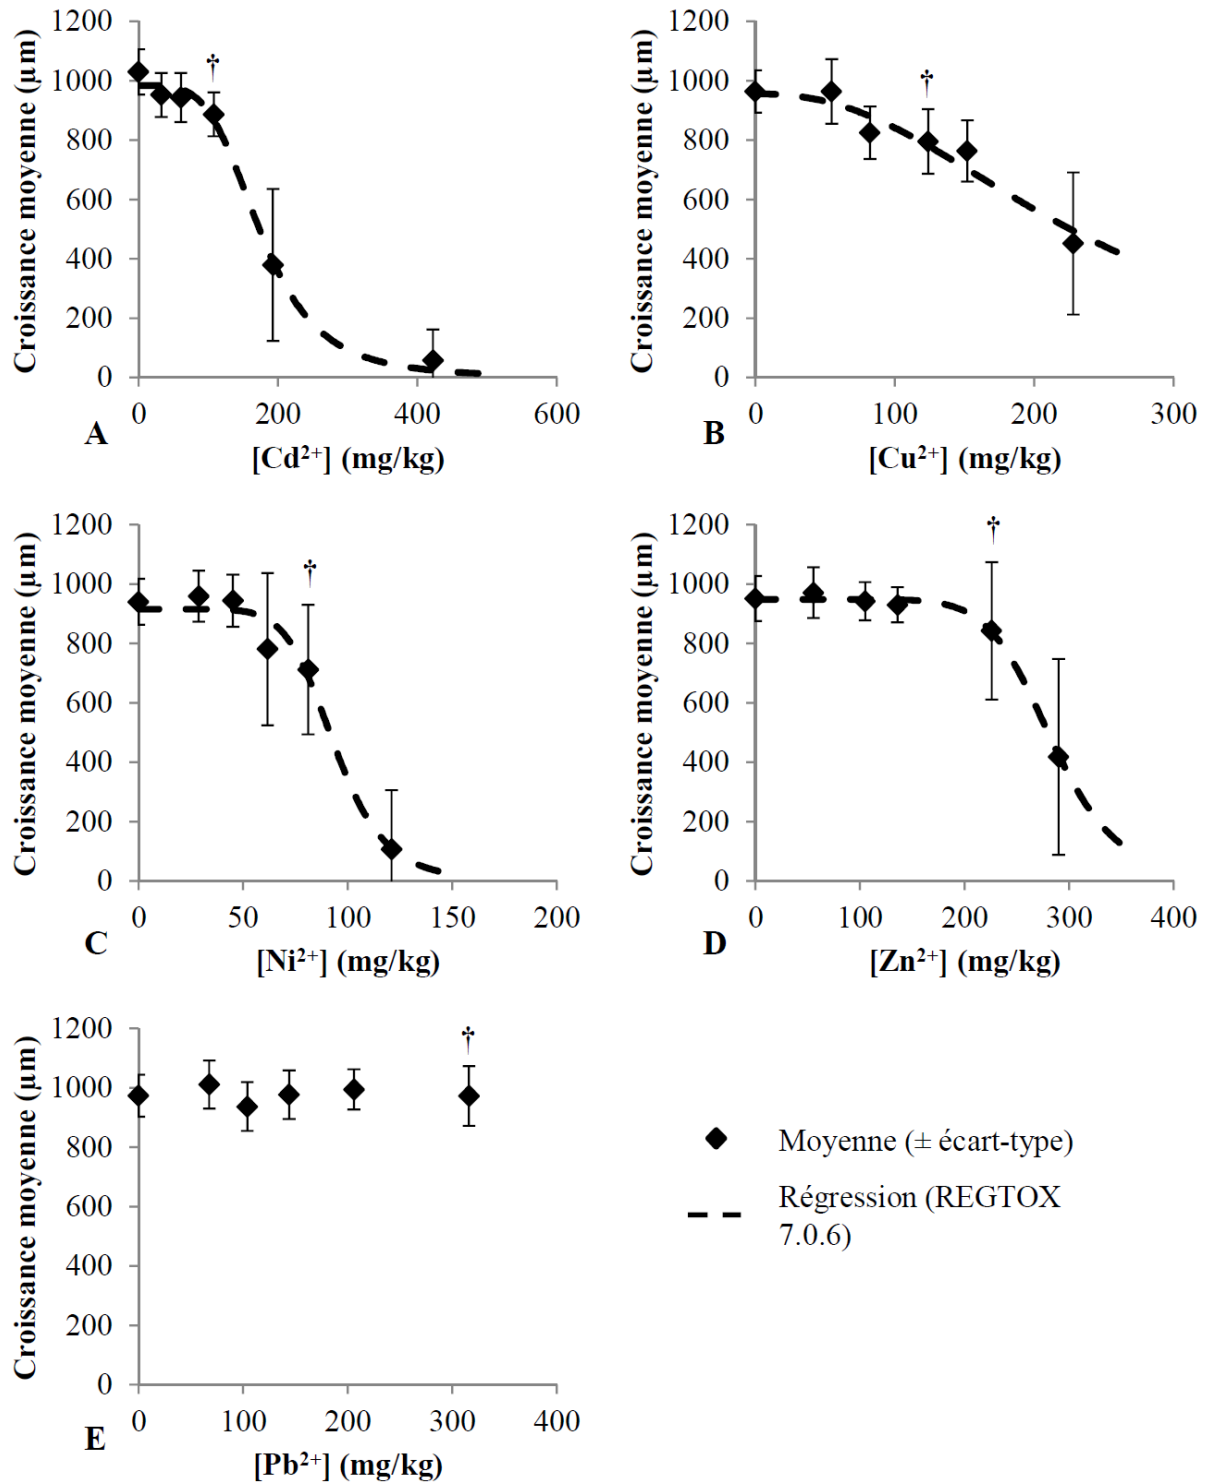 1200
1000
800
600
400
200
0
Croissance moyenne (µm)
†
0 200 400 600
A
[Cd²⁺] (mg/kg)
1200
1000
800
600
400
200
0
Croissance moyenne (µm)
†
0 100 200 300
B
[Cu²⁺] (mg/kg)
1200
1000
800
600
400
200
0
Croissance moyenne (µm)
†
0 50 100 150 200
C
[Ni²⁺] (mg/kg)
1200
1000
800
600
400
200
0
Croissance moyenne (µm)
†
0 100 200 300 400
D
[Zn²⁺] (mg/kg)
1200
1000
800
600
400
200
0
Croissance moyenne (µm)
†
0 100 200 300 400
E
[Pb²⁺] (mg/kg)
Moyenne (± écart-type)
Régression (REGTOX
7.0.6)